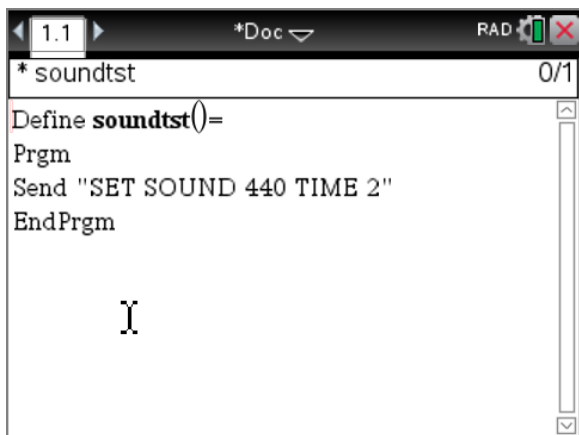 1.1 *Doc RAD
* soundtst 0/1
Define soundtst()=
Prgm
Send "SET SOUND 440 TIME 2"
EndPrgm